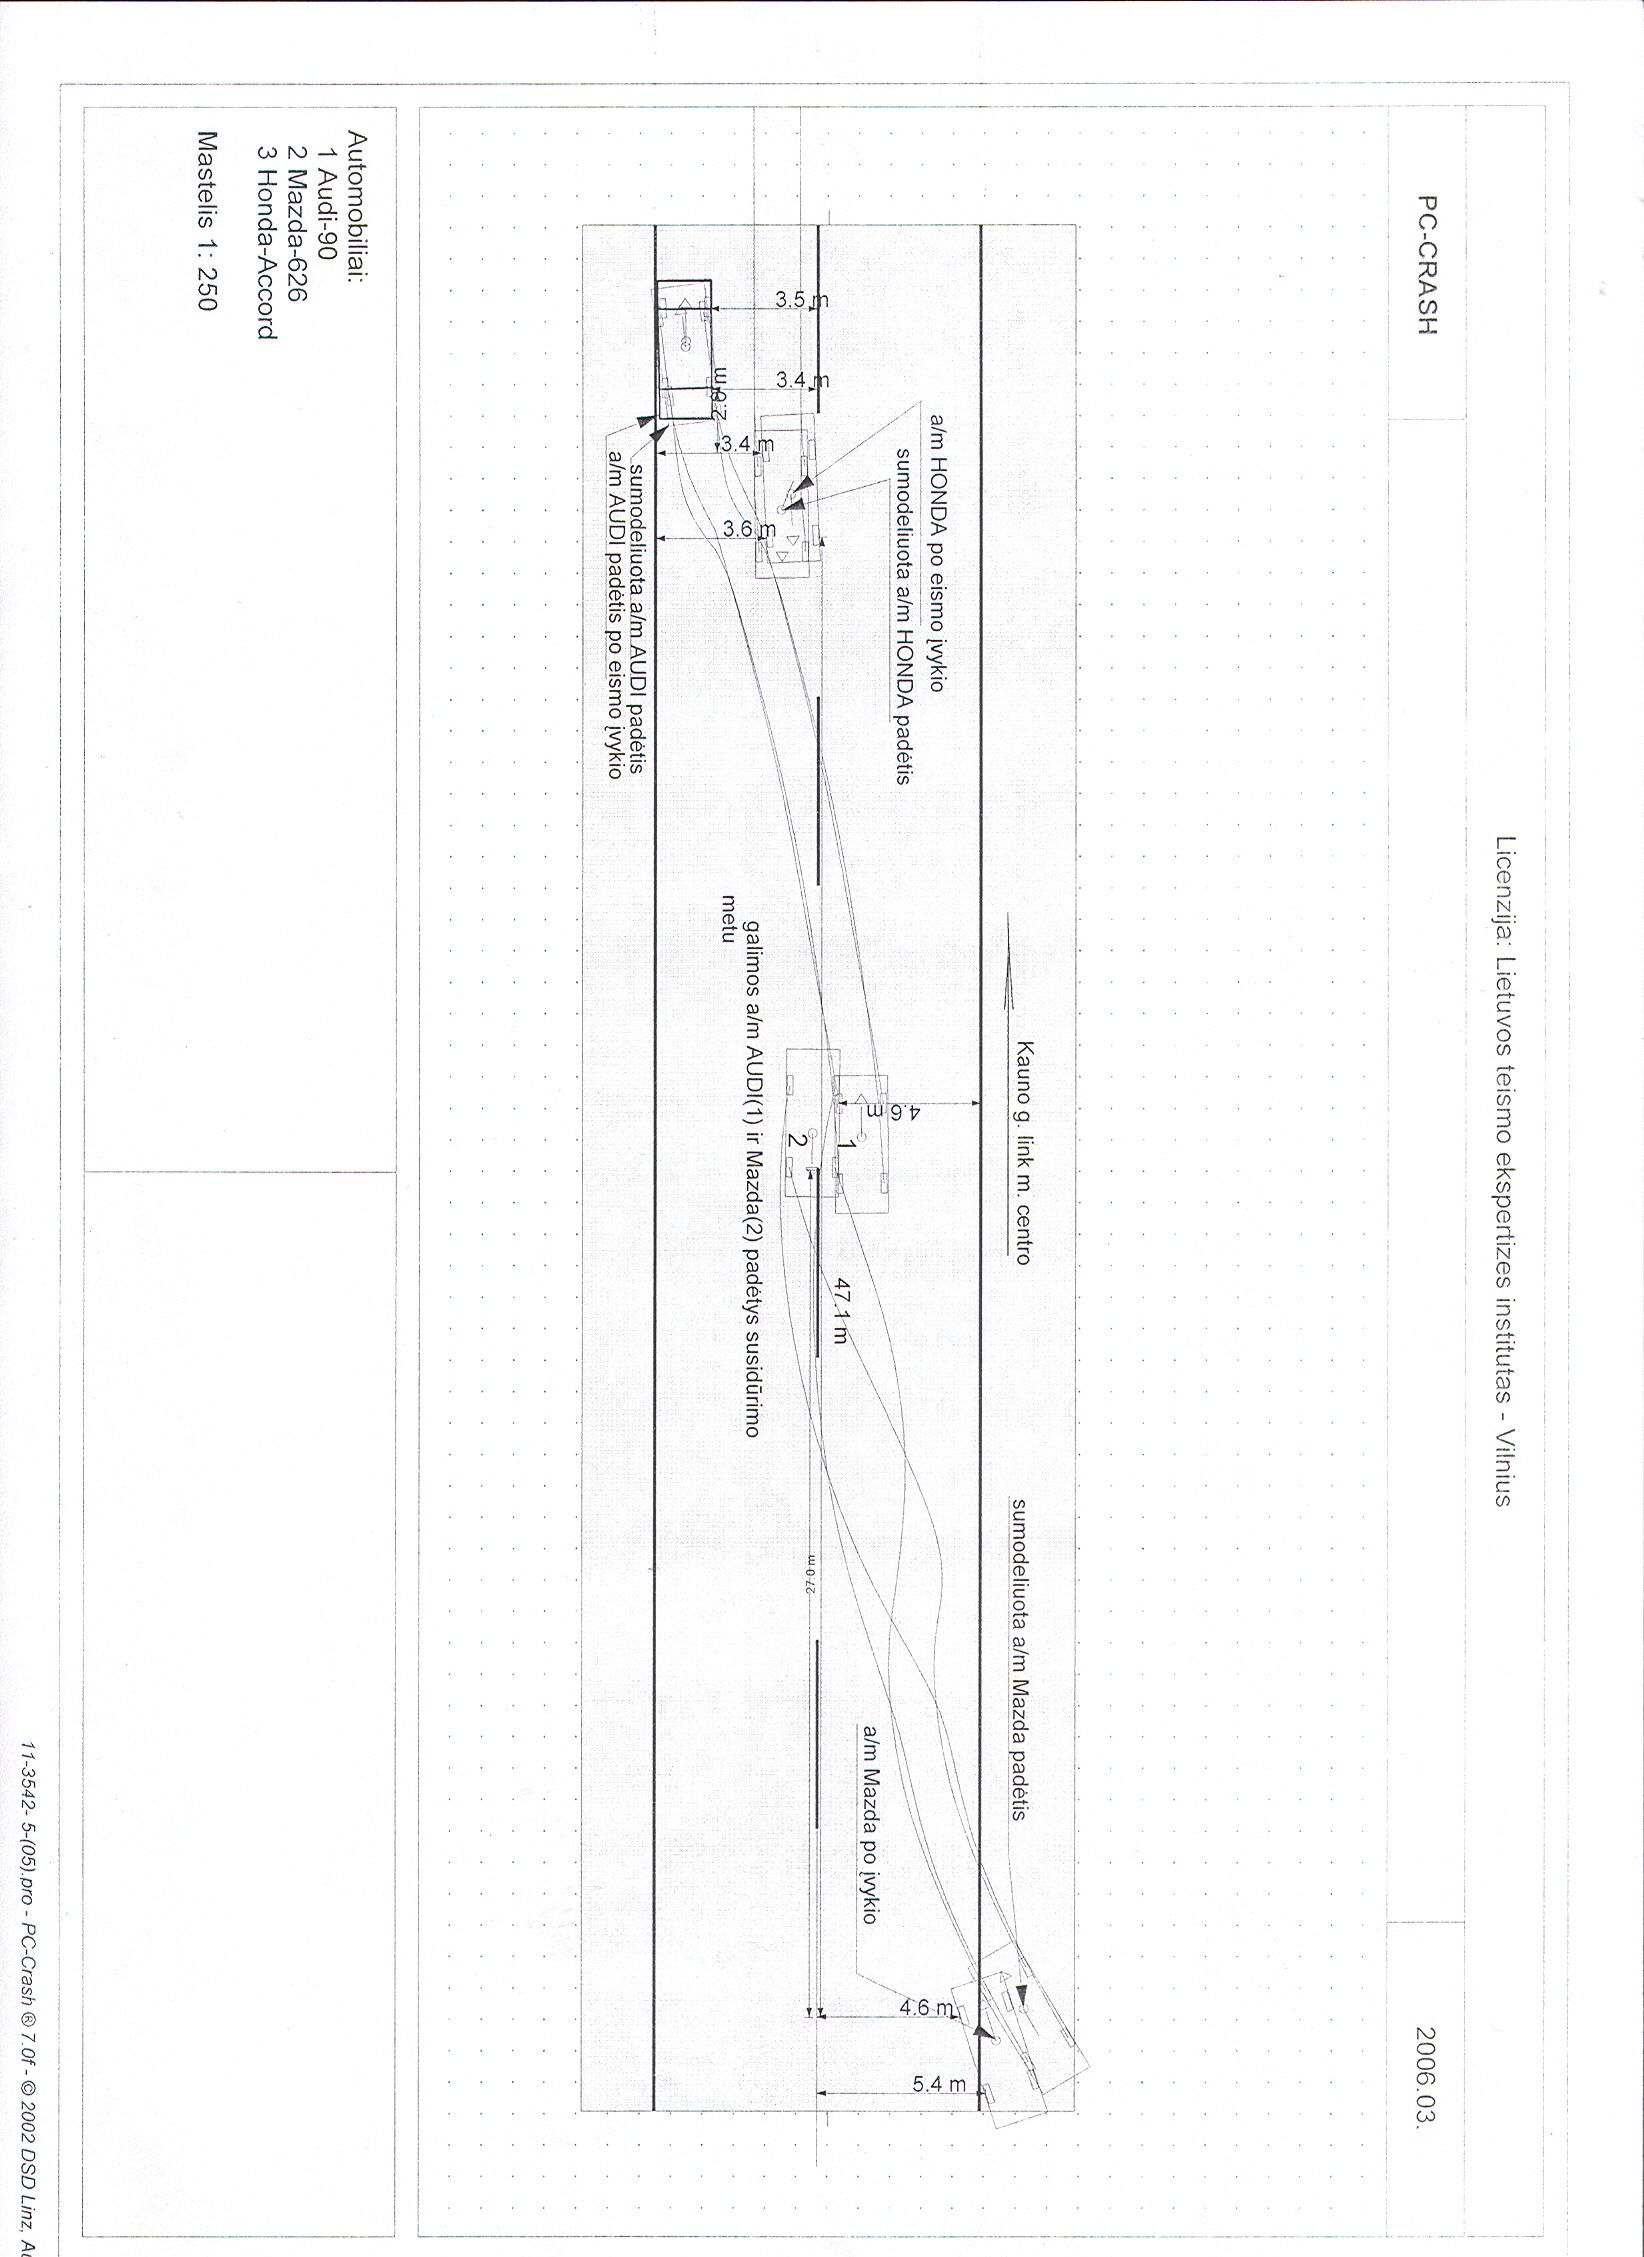 Licenzija: Lietuvos teismo ekspertizes institutas - Vilnius
PC-CRASH
2006.03.
Kauno g. link m. centro
sumodeliuota a/m Mazda padėtis
a/m HONDA po eismo įvykio
sumodeliuota a/m HONDA padėtis
a/m Mazda po įvykio
3.5 m
3.4 m
2.0 m
3.4 m
3.6 m
4.6 m
1
2
47.1 m
27.0 m
4.6 m
5.4 m
galimos a/m AUDI(1) ir Mazda(2) padėtys susidūrimo
metu
sumodeliuota a/m AUDI padėtis
a/m AUDI padėtis po eismo įvykio
Automobiliai:
1 Audi-90
2 Mazda-626
3 Honda-Accord
Mastelis 1: 250
11-3542- 5-(05).pro - PC-Crash ® 7.0f - © 2002 DSD Linz,